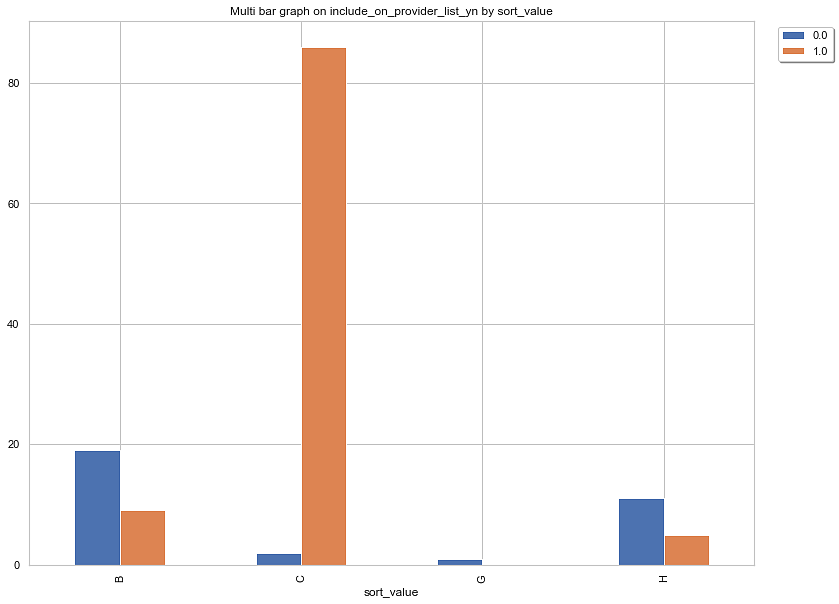 Multi bar graph on include_on_provider_list_yn by sort_value
0.0
1.0
80
60
40
20
0
B
C
G
H
sort_value